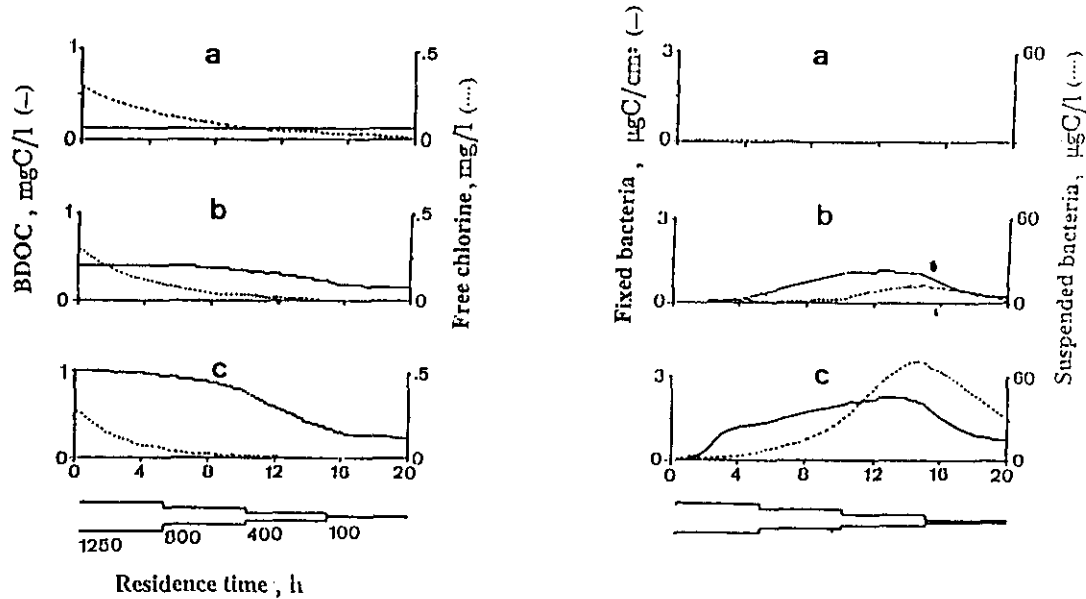 BDOC, mgC/l (–)
Free chlorine, mg/l (····)
a
1
0
.5
0
b
1
0
.5
0
c
1
0
.5
0
0 4 8 12 16 20
1250 800 400 100
Residence time, h
Fixed bacteria, µgC/cm² (–)
Suspended bacteria, µgC/l (····)
a
3
0
60
0
b
3
0
60
0
c
3
0
60
0
0 4 8 12 16 20